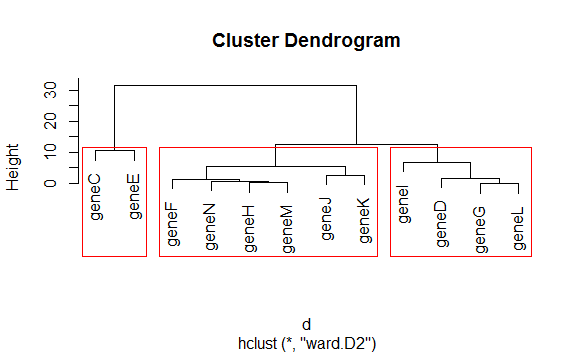 Cluster Dendrogram
Height
0
10
20
30
geneC
geneE
geneF
geneN
geneH
geneM
geneJ
geneK
geneI
geneD
geneG
geneL
d
hclust (*, "ward.D2")